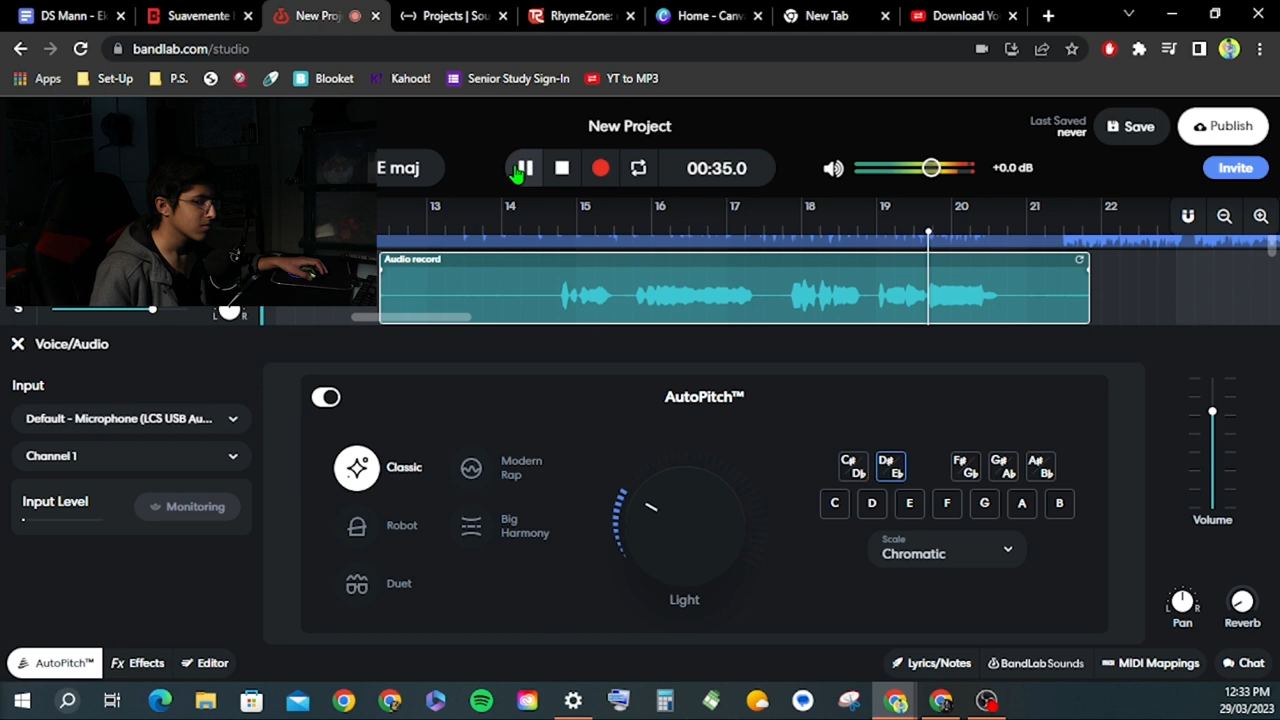 DS Mann - El
Suavemente L
New Proj
Projects | Sou
RhymeZone:
Home - Canv
New Tab
Download Yo
bandlab.com/studio
Apps
Set-Up
P.S.
Blooket
Kahoot!
Senior Study Sign-In
YT to MP3
New Project
Last Saved
never
Save
Publish
E maj
00:35.0
+0.0 dB
Invite
13 14 15 16 17 18 19 20 21 22
Audio record
S
L R
Voice/Audio
Input
Default - Microphone (LCS USB Au...
Channel 1
Input Level
Monitoring
AutoPitch™
Classic
Modern
Rap
Robot
Big
Harmony
Duet
Light
C# Db
D# Eb
F# Gb
G# Ab
A# Bb
C D E F G A B
Scale
Chromatic
Volume
L R
Pan
Reverb
AutoPitch™
Fx Effects
Editor
Lyrics/Notes
BandLab Sounds
MIDI Mappings
Chat
12:33 PM
29/03/2023